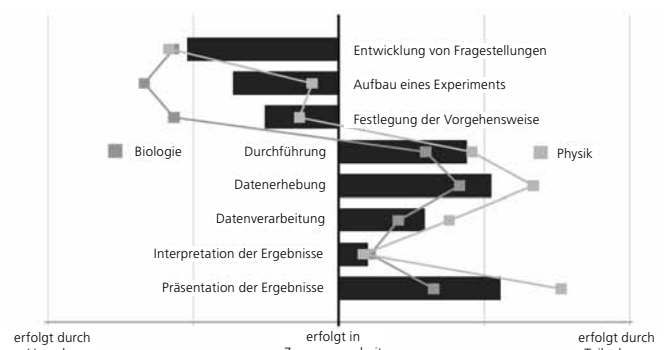 Entwicklung von Fragestellungen
Aufbau eines Experiments
Festlegung der Vorgehensweise
Biologie
Durchführung
Physik
Datenerhebung
Datenverarbeitung
Interpretation der Ergebnisse
Präsentation der Ergebnisse
erfolgt durch
erfolgt in
erfolgt durch